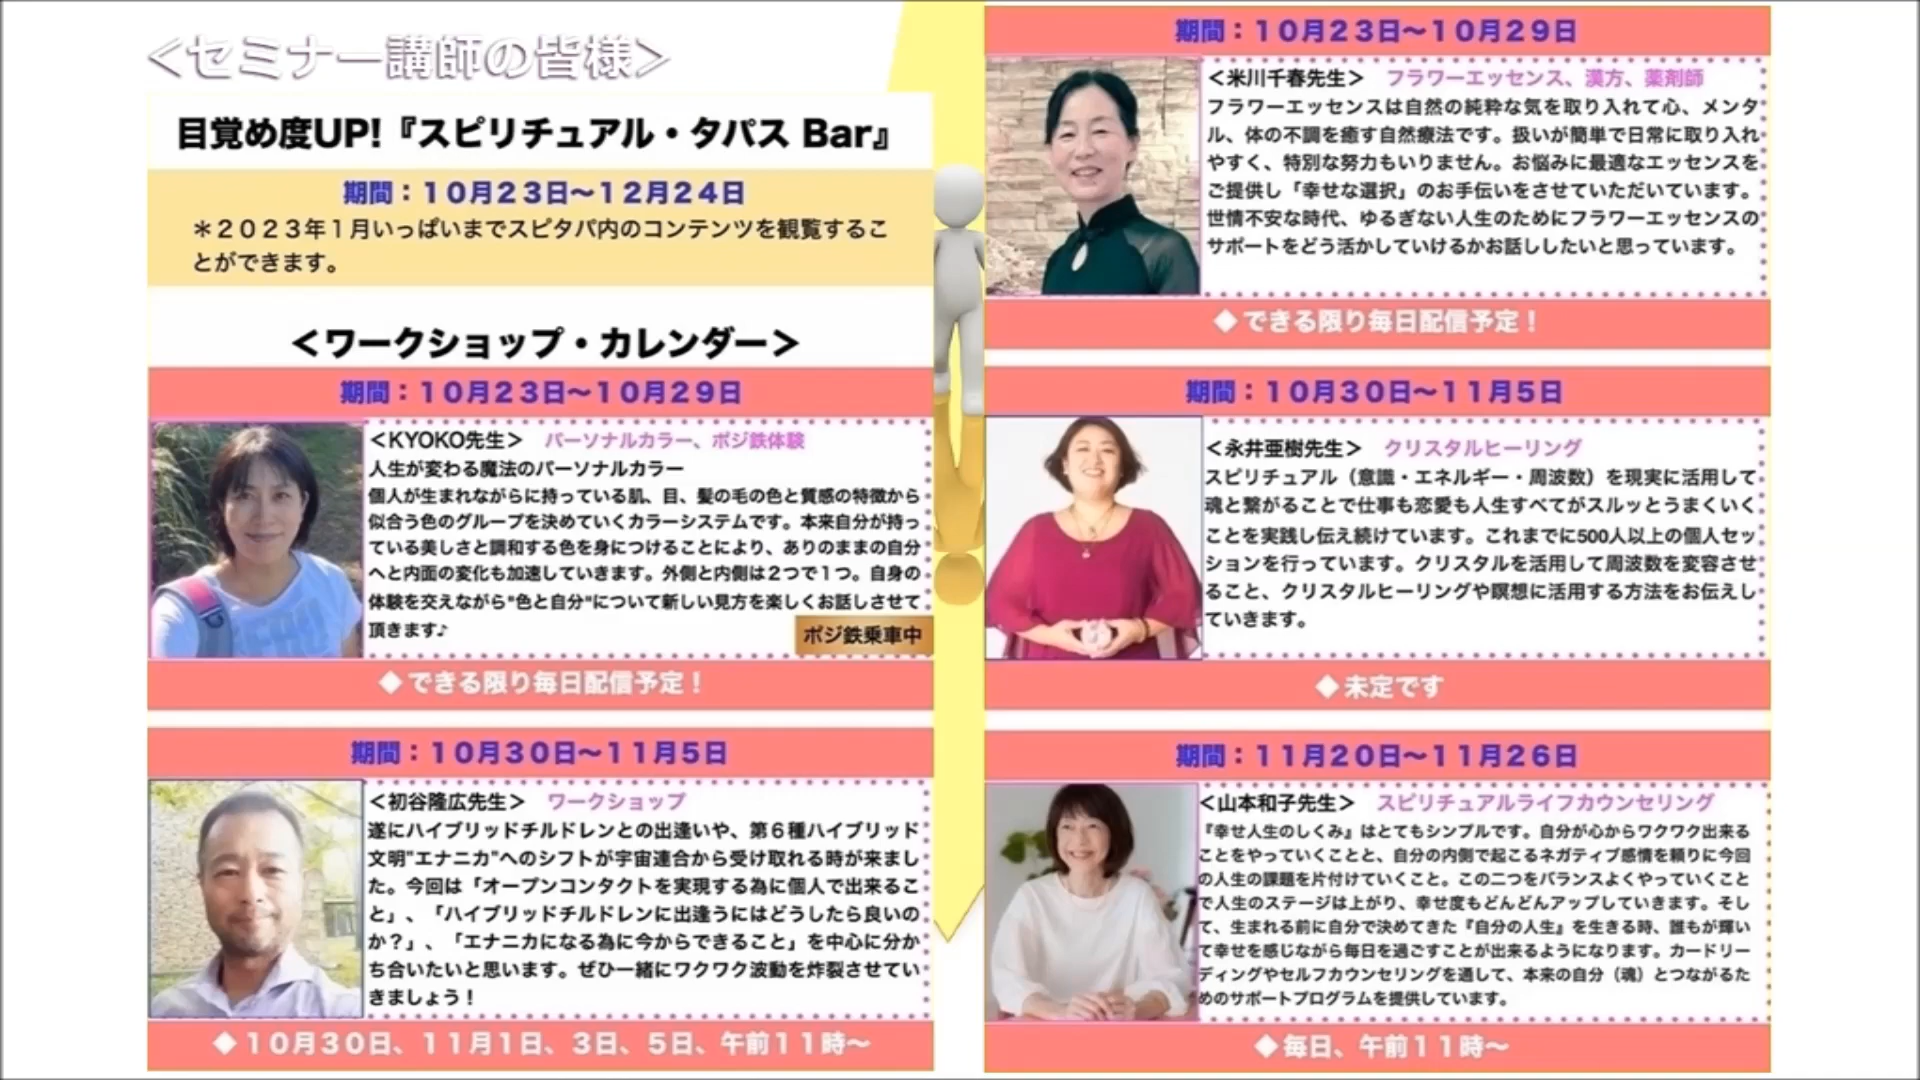 ＜セミナー講師の皆様＞
目覚め度UP!『スピリチュアル・タパス Bar』
期間：１０月２３日〜１２月２４日
＊２０２３年１月いっぱいまでスピタパ内のコンテンツを観覧するこ
とができます。
＜ワークショップ・カレンダー＞
期間：１０月２３日〜１０月２９日
＜KYOKO先生＞ パーソナルカラー、ポジ鉄体験
人生が変わる魔法のパーソナルカラー
個人が生まれながらに持っている肌、目、髪の毛の色と質感の特徴から
似合う色のグループを決めていくカラーシステムです。本来自分が持っ
ている美しさと調和する色を身につけることにより、ありのままの自分
へと内面の変化も加速していきます。外側と内側は２つで１つ。自身の
体験を交えながら"色と自分"について新しい見方を楽しくお話しさせて
頂きます♪
ポジ鉄乗車中
◆できる限り毎日配信予定！
期間：１０月３０日〜１１月５日
＜初谷隆広先生＞ ワークショップ
遂にハイブリッドチルドレンとの出逢いや、第６種ハイブリッド
文明"エナニカ"へのシフトが宇宙連合から受け取れる時が来まし
た。今回は「オープンコンタクトを実現する為に個人で出来るこ
と」、「ハイブリッドチルドレンに出逢うにはどうしたら良いの
か？」、「エナニカになる為に今からできること」を中心に分か
ち合いたいと思います。ぜひ一緒にワクワク波動を炸裂させてい
きましょう！
◆１０月３０日、１１月１日、３日、５日、午前１１時〜
期間：１０月２３日〜１０月２９日
＜米川千春先生＞ フラワーエッセンス、漢方、薬剤師
フラワーエッセンスは自然の純粋な気を取り入れて心、メンタ
ル、体の不調を癒す自然療法です。扱いが簡単で日常に取り入れ
やすく、特別な努力もいりません。お悩みに最適なエッセンスを
ご提供し「幸せな選択」のお手伝いをさせていただいています。
世情不安な時代、ゆるぎない人生のためにフラワーエッセンスの
サポートをどう活かしていけるかお話ししたいと思っています。
◆できる限り毎日配信予定！
期間：１０月３０日〜１１月５日
＜永井亜樹先生＞ クリスタルヒーリング
スピリチュアル（意識・エネルギー・周波数）を現実に活用して
魂と繋がることで仕事も恋愛も人生すべてがスルッとうまくいく
ことを実践し伝え続けています。これまでに500人以上の個人セッ
ションを行っています。クリスタルを活用して周波数を変容させ
ること、クリスタルヒーリングや瞑想に活用する方法をお伝えし
ていきます。
◆未定です
期間：１１月２０日〜１１月２６日
＜山本和子先生＞ スピリチュアルライフカウンセリング
『幸せ人生のしくみ』はとてもシンプルです。自分が心からワクワク出来る
ことをやっていくことと、自分の内側で起こるネガティブ感情を頼りに今回
の人生の課題を片付けていくこと。この二つをバランスよくやっていくこと
で人生のステージは上がり、幸せ度もどんどんアップしていきます。そし
て、生まれる前に自分で決めてきた『自分の人生』を生きる時、誰もが輝い
て幸せを感じながら毎日を過ごすことが出来るようになります。カードリー
ディングやセルフカウンセリングを通して、本来の自分（魂）とつながるた
めのサポートプログラムを提供しています。
◆毎日、午前１１時〜